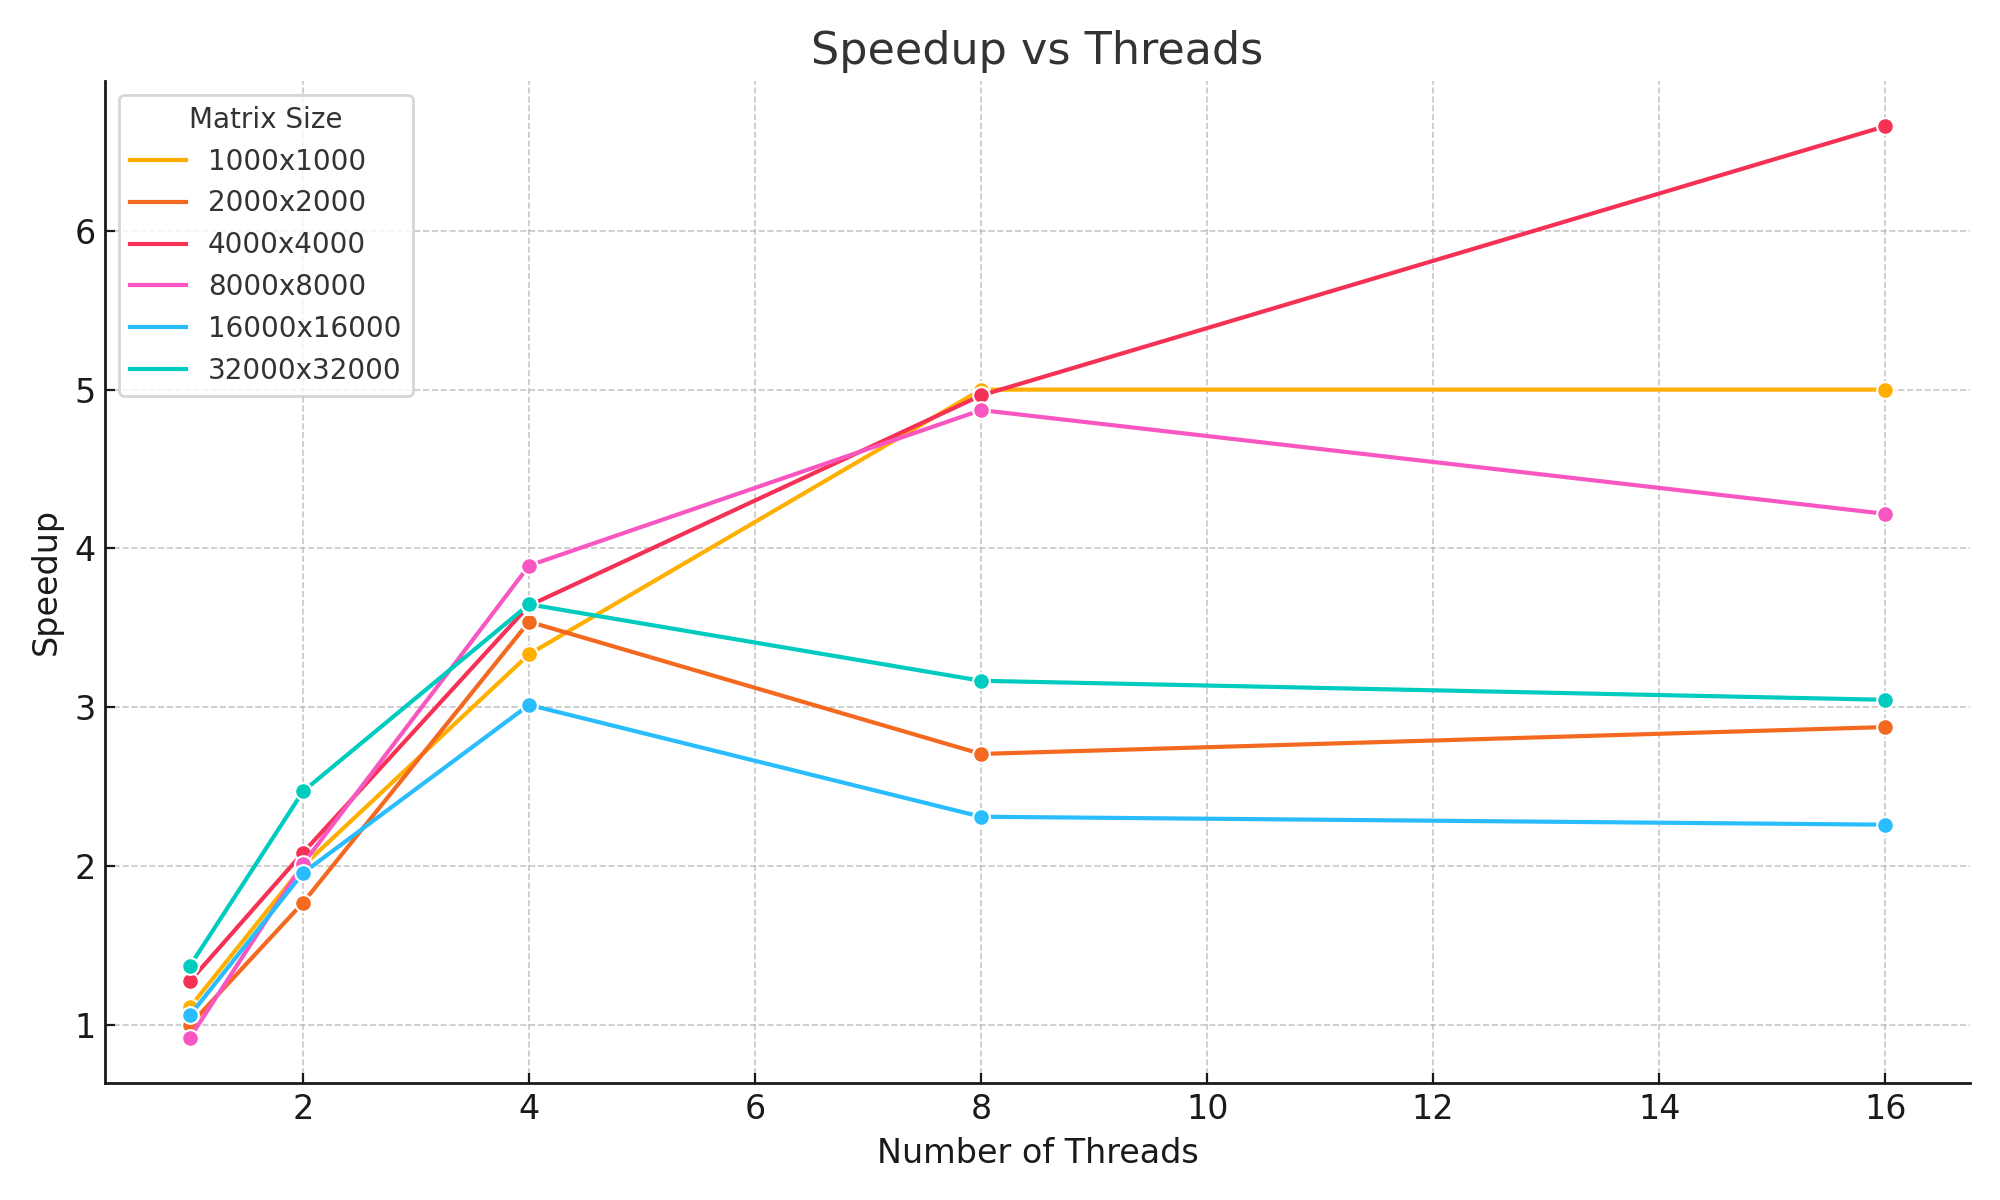 Speedup vs Threads
Matrix Size
1000x1000
2000x2000
4000x4000
8000x8000
16000x16000
32000x32000
Speedup
6
5
4
3
2
1
2 4 6 8 10 12 14 16
Number of Threads